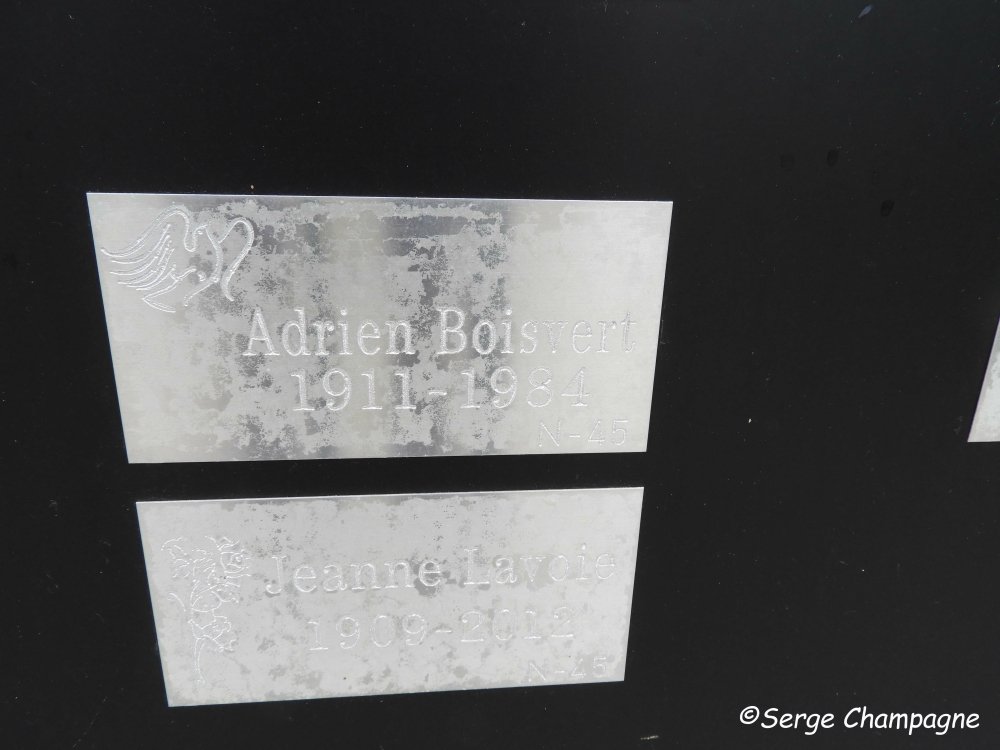 Adrien Boisvert
1911-1984
N-45
Jeanne Lavoie
1909-2012
N-45
©Serge Champagne